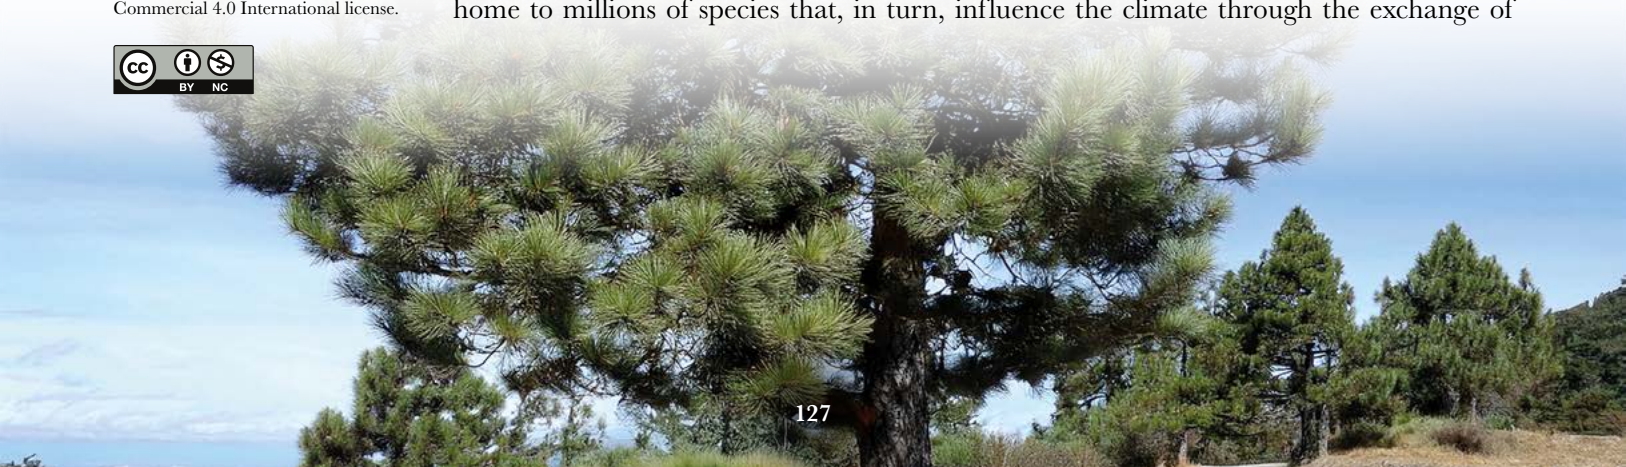 Commercial 4.0 International license.
home to millions of species that, in turn, influence the climate through the exchange of
cc
BY NC
127